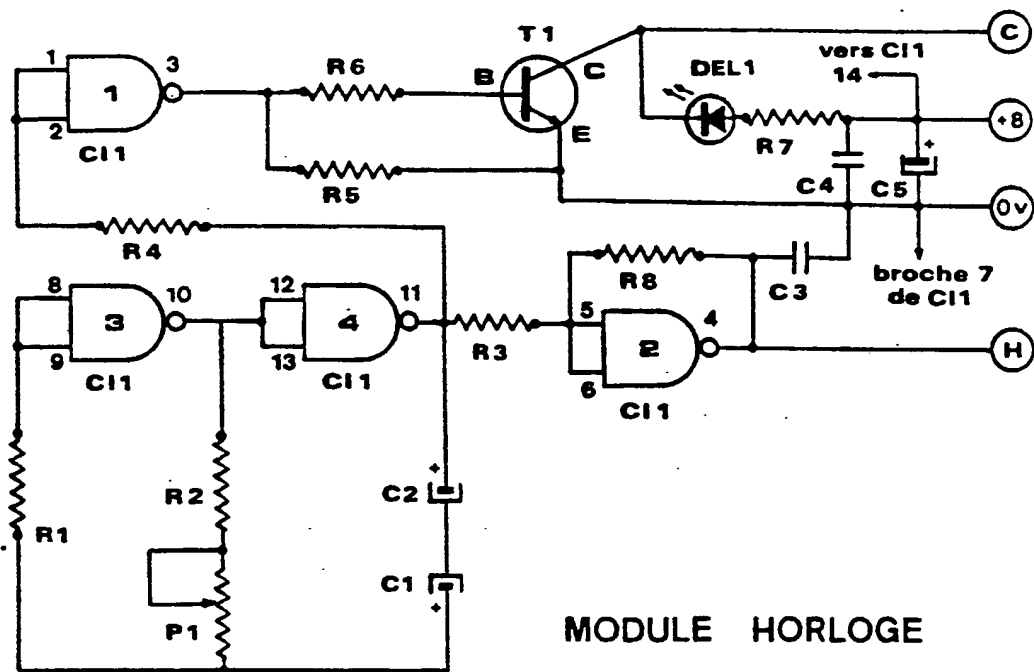 T1
C
1
3
R6
B
C
DEL1
vers CI1
14
1
2
CI1
E
R7
+8
+
R5
C4
C5
0v
R4
R8
C3
broche 7
de CI1
8
10
12
11
5
4
3
4
R3
2
H
9
13
6
CI1
CI1
CI1
R1
R2
+
C2
C1
+
P1
MODULE HORLOGE